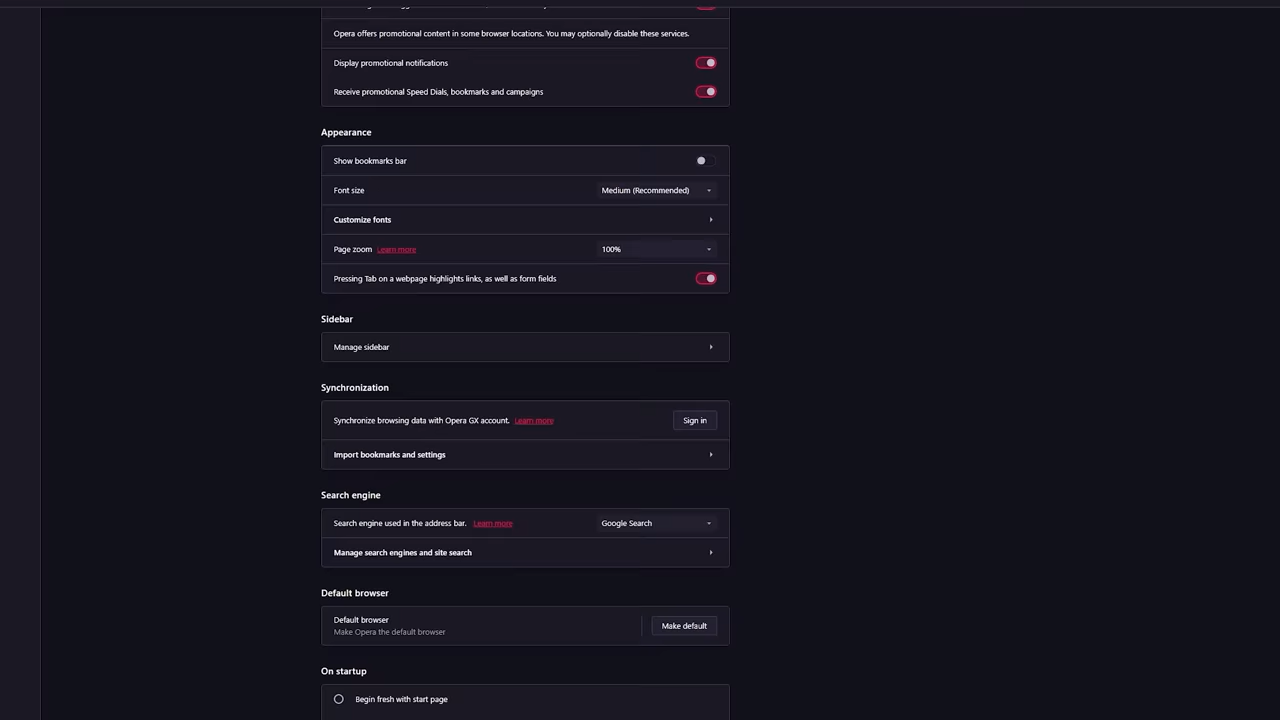 Opera offers promotional content in some browser locations. You may optionally disable these services.
Display promotional notifications
Receive promotional Speed Dials, bookmarks and campaigns
Appearance
Show bookmarks bar
Font size Medium (Recommended)
Customize fonts
Page zoom Learn more 100%
Pressing Tab on a webpage highlights links, as well as form fields
Sidebar
Manage sidebar
Synchronization
Synchronize browsing data with Opera GX account. Learn more Sign in
Import bookmarks and settings
Search engine
Search engine used in the address bar. Learn more Google Search
Manage search engines and site search
Default browser
Default browser
Make Opera the default browser Make default
On startup
Begin fresh with start page